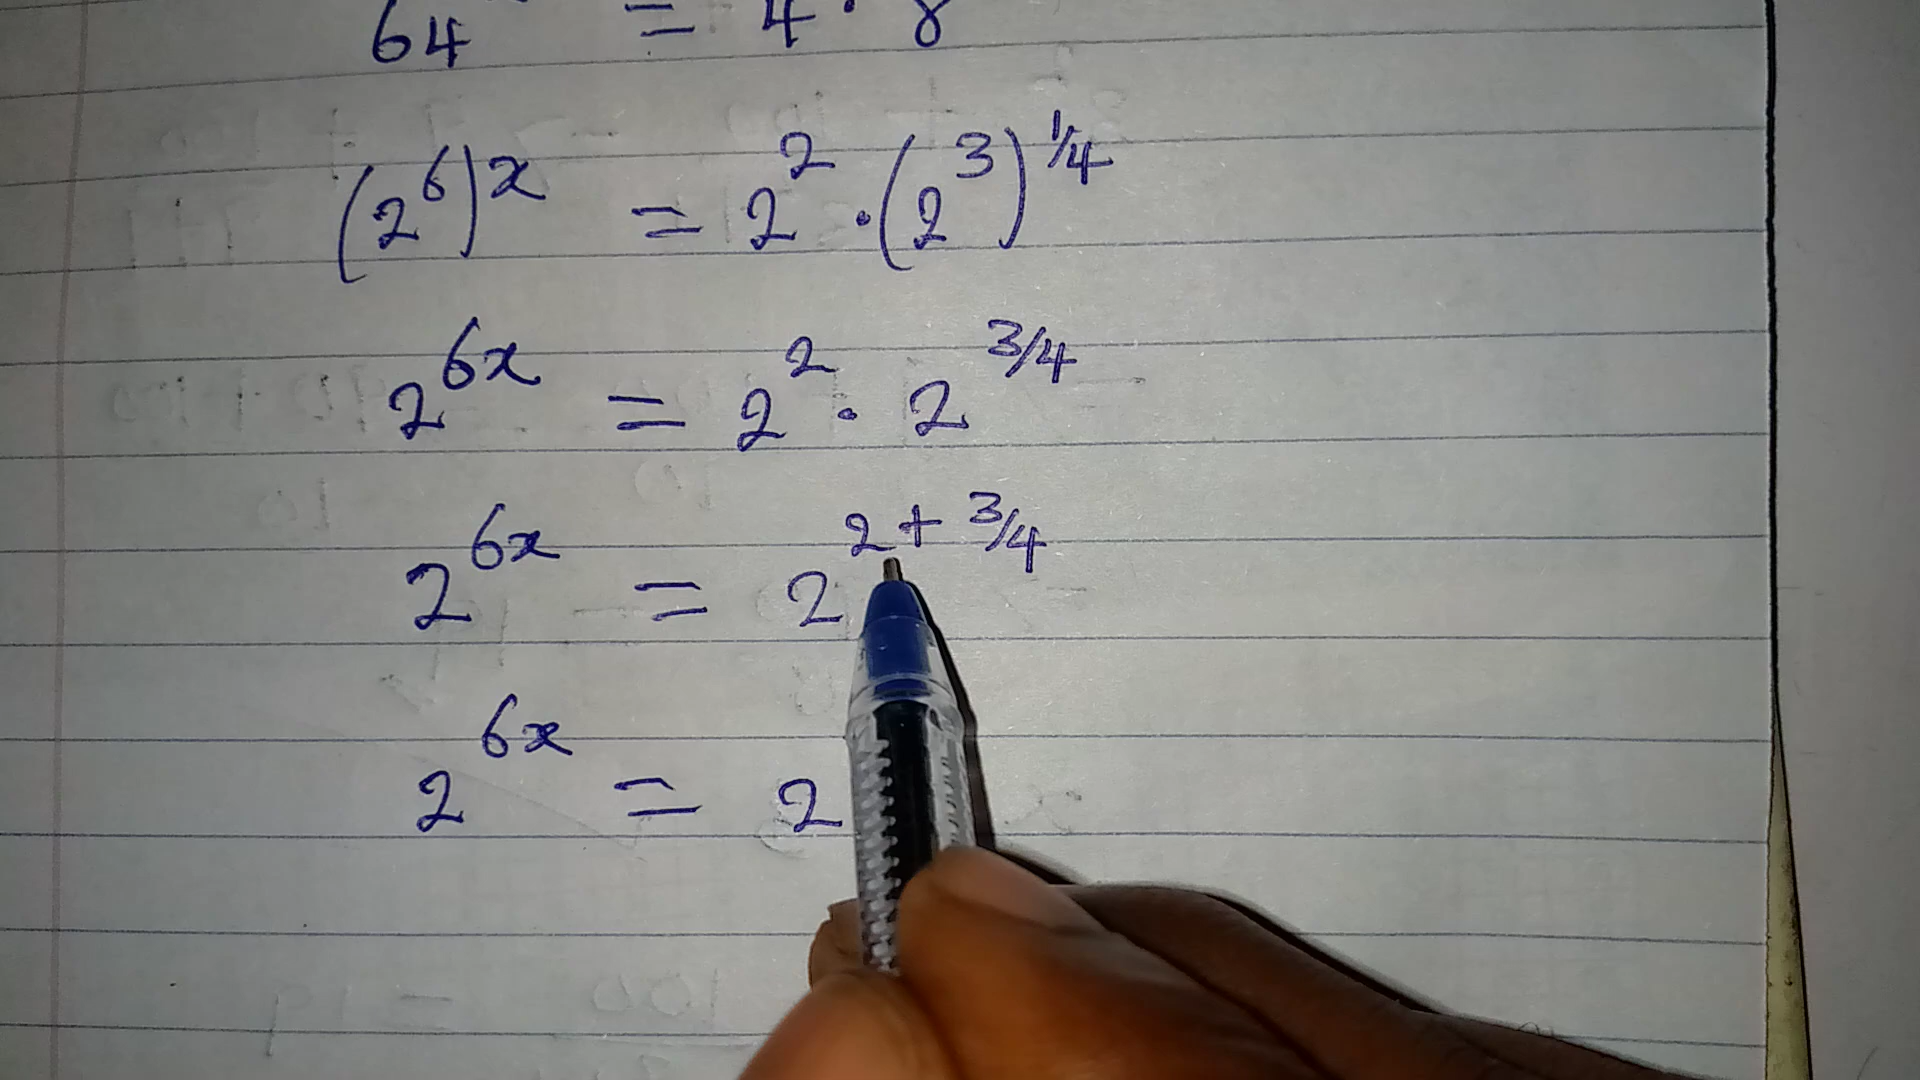 64 = 4 · 8
(2⁶)ˣ = 2² · (2³)^¹/₄
2^6x = 2² · 2^3/4
2^6x = 2^2 + 3/4
2^6x = 2